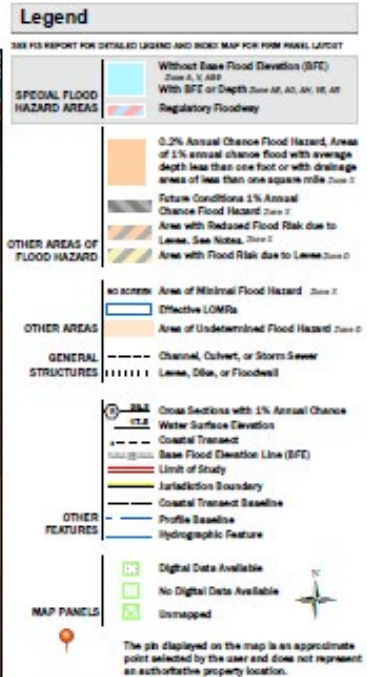 Legend
SEE FIS REPORT FOR DETAILED LEGEND AND INDEX MAP FOR FIRM PANEL LAYOUT
SPECIAL FLOOD
HAZARD AREAS
Without Base Flood Elevation (BFE)
Zone A, V, A99
With BFE or Depth Zone AE, AO, AH, VE, AR
Regulatory Floodway
OTHER AREAS OF
FLOOD HAZARD
0.2% Annual Chance Flood Hazard, Areas
of 1% annual chance flood with average
depth less than one foot or with drainage
areas of less than one square mile Zone X
Future Conditions 1% Annual
Chance Flood Hazard Zone X
Area with Reduced Flood Risk due to
Levee. See Notes. Zone X
Area with Flood Risk due to Levee Zone D
OTHER AREAS
NO SCREEN Area of Minimal Flood Hazard Zone X
Effective LOMRs
Area of Undetermined Flood Hazard Zone D
GENERAL
STRUCTURES
Channel, Culvert, or Storm Sewer
Levee, Dike, or Floodwall
OTHER
FEATURES
Cross Sections with 1% Annual Chance
17.5 Water Surface Elevation
Coastal Transect
Base Flood Elevation Line (BFE)
Limit of Study
Jurisdiction Boundary
Coastal Transect Baseline
Profile Baseline
Hydrographic Feature
MAP PANELS
Digital Data Available
No Digital Data Available
Unmapped
N
The pin displayed on the map is an approximate
point selected by the user and does not represent
an authoritative property location.